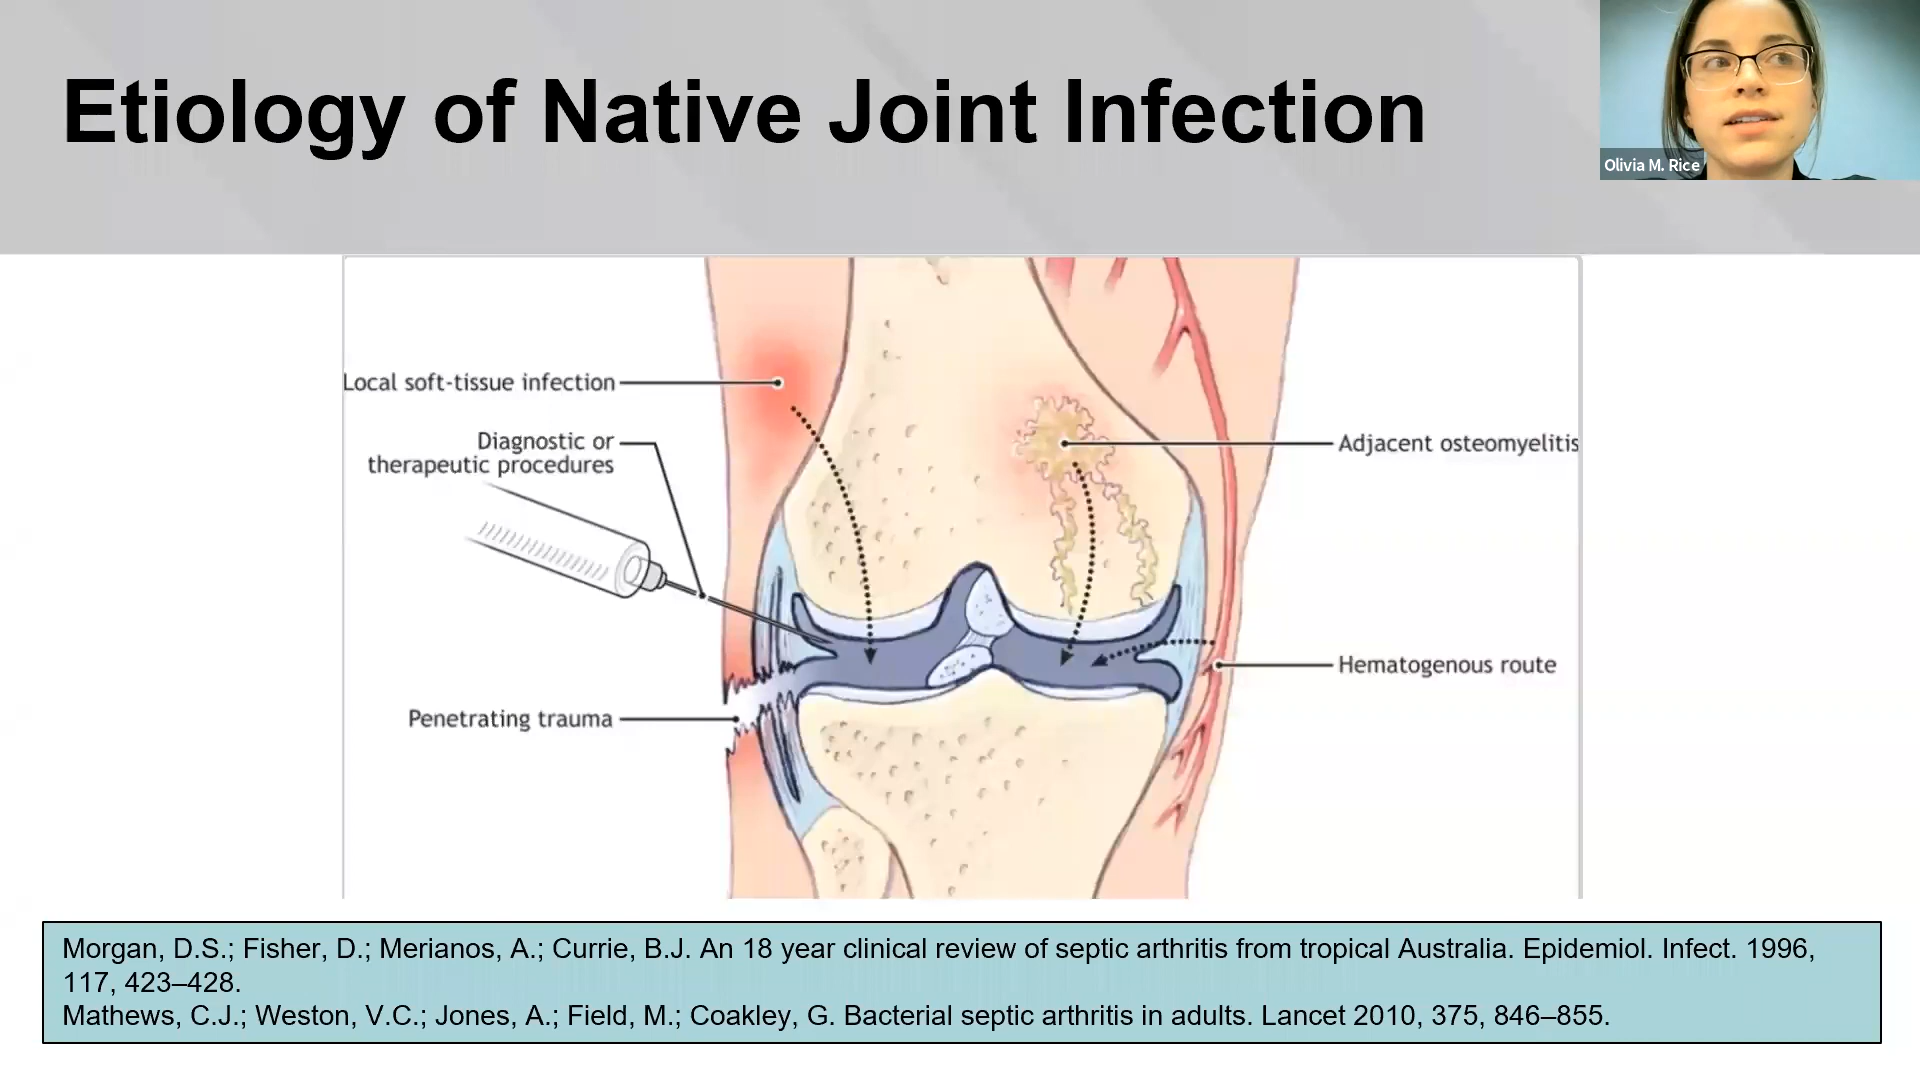 Etiology of Native Joint Infection
Olivia M. Rice
Local soft-tissue infection
Diagnostic or
therapeutic procedures
Penetrating trauma
Adjacent osteomyelitis
Hematogenous route
Morgan, D.S.; Fisher, D.; Merianos, A.; Currie, B.J. An 18 year clinical review of septic arthritis from tropical Australia. Epidemiol. Infect. 1996,
117, 423–428.
Mathews, C.J.; Weston, V.C.; Jones, A.; Field, M.; Coakley, G. Bacterial septic arthritis in adults. Lancet 2010, 375, 846–855.